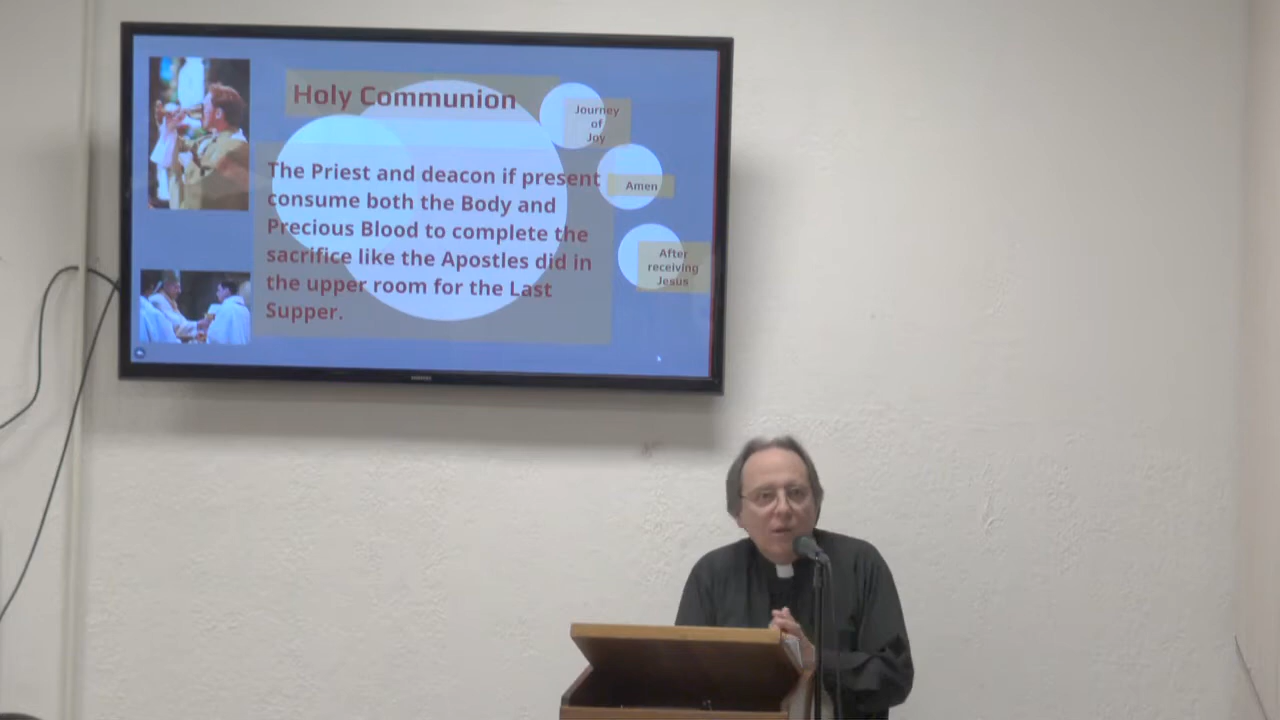 Holy Communion
The Priest and deacon if present
consume both the Body and
Precious Blood to complete the
sacrifice like the Apostles did in
the upper room for the Last
Supper.
Journey
of
Joy
Amen
After
receiving
Jesus